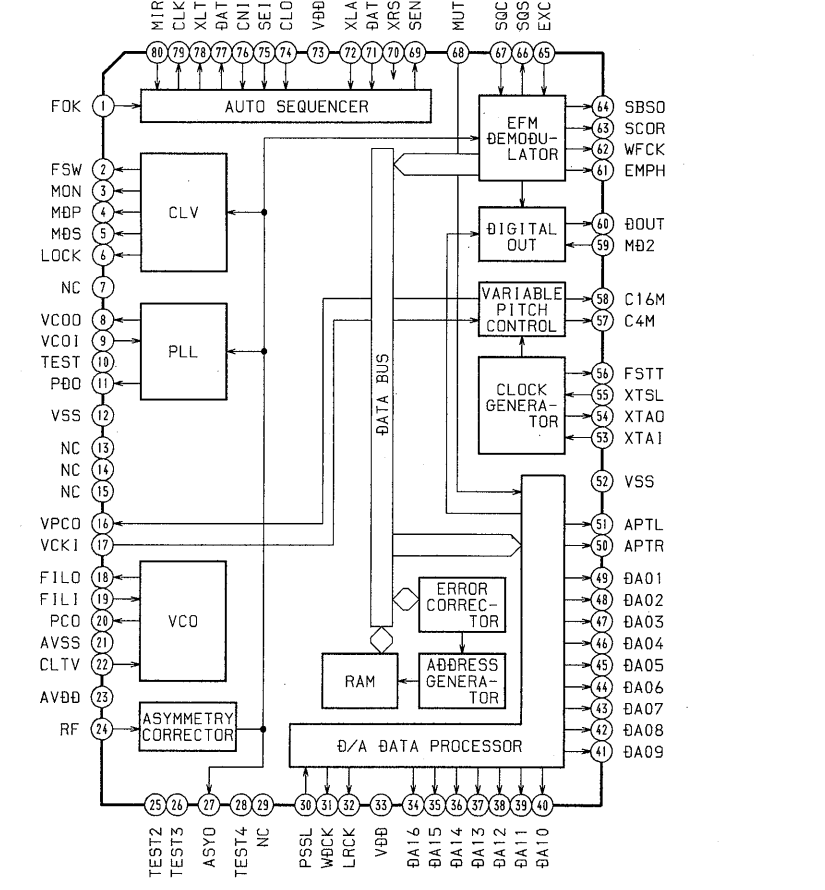 MIR
CLK
XLT
DAT
CNI
SEI
CLO
VDD
XLA
DAT
XRS
SEN
MUT
SQC
SQS
EXC
80
79
78
77
76
75
74
73
72
71
70
69
68
67
66
65
FOK 1
AUTO SEQUENCER
EFM
DEMODU-
LATOR
64 SBSO
63 SCOR
62 WFCK
61 EMPH
FSW 2
MON 3
MDP 4
MDS 5
LOCK 6
CLV
DIGITAL
OUT
60 DOUT
59 MD2
NC 7
VCOO 8
VCOI 9
TEST 10
PDO 11
PLL
VARIABLE
PITCH
CONTROL
58 C16M
57 C4M
DATA BUS
CLOCK
GENERA-
TOR
56 FSTT
55 XTSL
54 XTAO
53 XTAI
VSS 12
NC 13
NC 14
NC 15
52 VSS
VPCO 16
VCKI 17
51 APTL
50 APTR
FILO 18
FILI 19
PCO 20
AVSS 21
CLTV 22
VCO
ERROR
CORREC-
TOR
RAM
ADDRESS
GENERA-
TOR
49 DA01
48 DA02
47 DA03
46 DA04
45 DA05
44 DA06
43 DA07
42 DA08
41 DA09
AVDD 23
RF 24
ASYMMETRY
CORRECTOR
D/A DATA PROCESSOR
25
26
27
28
29
30
31
32
33
34
35
36
37
38
39
40
TEST2
TEST3
ASYO
TEST4
NC
PSSL
WDCK
LRCK
VDD
DA16
DA15
DA14
DA13
DA12
DA11
DA10